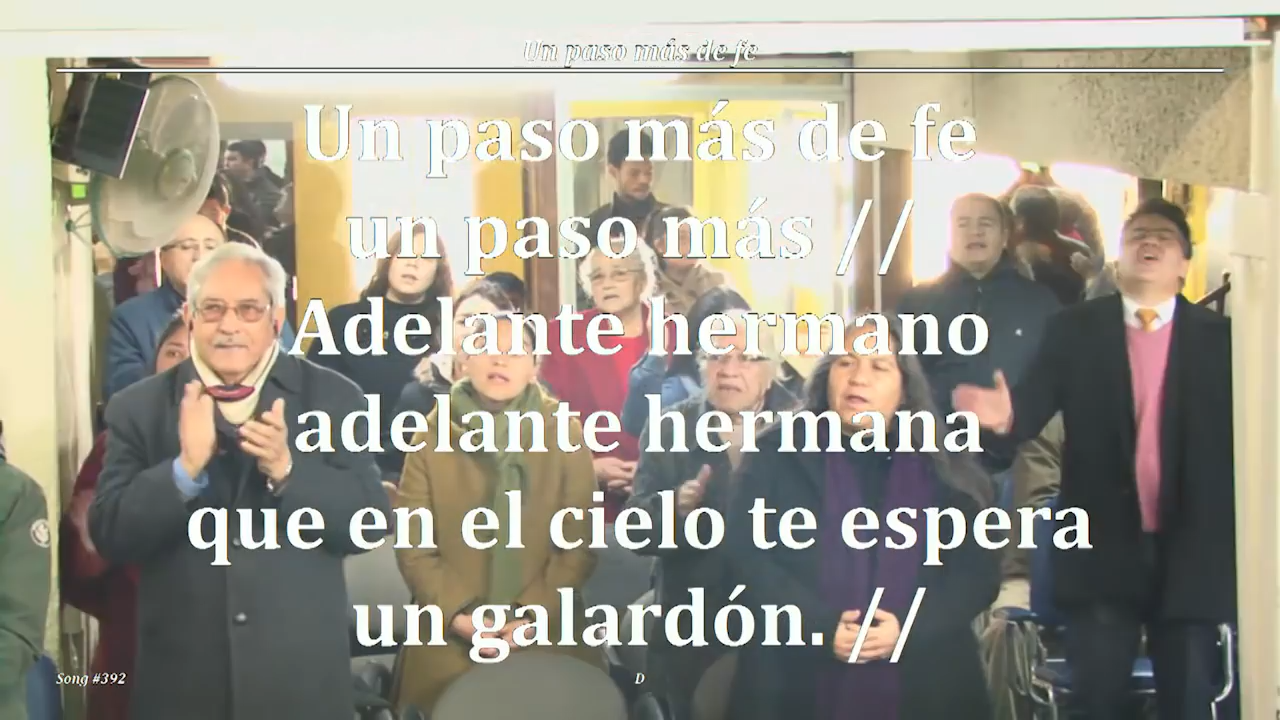 Un paso más de fe
Un paso más de fe
un paso más //
Adelante hermano
adelante hermana
que en el cielo te espera
un galardón. //
Song #392
D